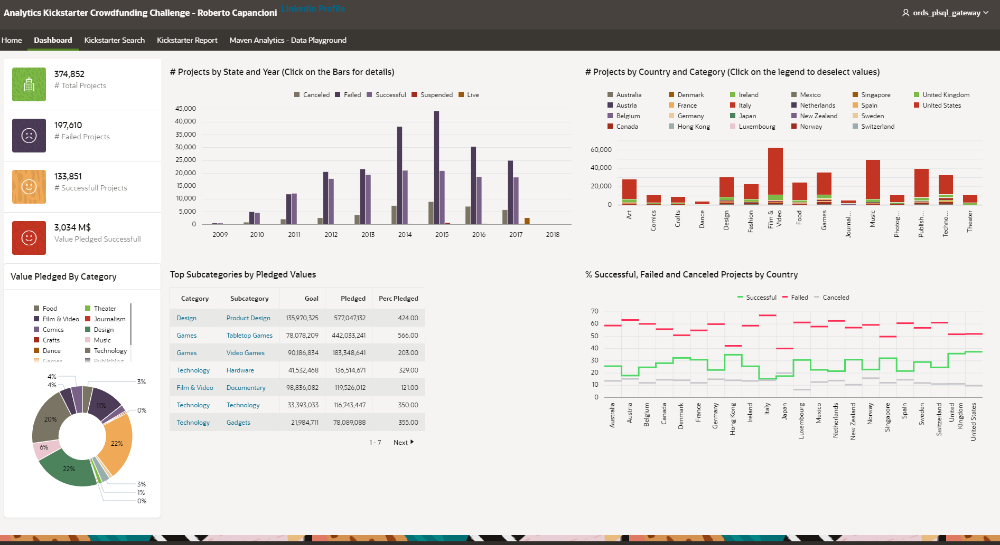 Analytics Kickstarter Crowdfunding Challenge - Roberto Capancioni
Linkedin Profile
ords_plsql_gateway
Home Dashboard Kickstarter Search Kickstarter Report Maven Analytics - Data Playground
374,852
# Total Projects
197,610
# Failed Projects
133,851
# Successfull Projects
3,034 M$
Value Pledged Successfull
# Projects by State and Year (Click on the Bars for details)
Canceled Failed Successful Suspended Live
45,000
40,000
35,000
30,000
25,000
20,000
15,000
10,000
5,000
0
2009 2010 2011 2012 2013 2014 2015 2016 2017 2018
# Projects by Country and Category (Click on the legend to deselect values)
Australia Denmark Ireland Mexico Singapore United Kingdom
Austria France Italy Netherlands Spain United States
Belgium Germany Japan New Zealand Sweden
Canada Hong Kong Luxembourg Norway Switzerland
60,000
40,000
20,000
0
Art
Comics
Crafts
Dance
Design
Fashion
Film &
Video
Food
Games
Journal...
Music
Photog...
Publish...
Techno...
Theater
Value Pledged By Category
Food Theater
Film & Video Journalism
Comics Design
Crafts Music
Dance Technology
Games Publishing
4%
4%
3%
11%
0%
20%
22%
6%
22%
3%
1%
0%
Top Subcategories by Pledged Values
Category Subcategory Goal Pledged Perc Pledged
Design Product Design 135,970,325 577,047,132 424.00
Games Tabletop Games 78,078,209 442,033,241 566.00
Games Video Games 90,186,834 183,348,641 203.00
Technology Hardware 41,532,468 136,514,671 329.00
Film & Video Documentary 98,836,082 119,526,012 121.00
Technology Technology 33,393,033 116,743,447 350.00
Technology Gadgets 21,984,711 78,089,088 355.00
1 - 7 Next
% Successful, Failed and Canceled Projects by Country
Successful Failed Canceled
70
60
50
40
30
20
10
0
Australia
Austria
Belgium
Canada
Denmark
France
Germany
Hong Kong
Ireland
Italy
Japan
Luxembourg
Mexico
Netherlands
New Zealand
Norway
Singapore
Spain
Sweden
Switzerland
United
Kingdom
United States